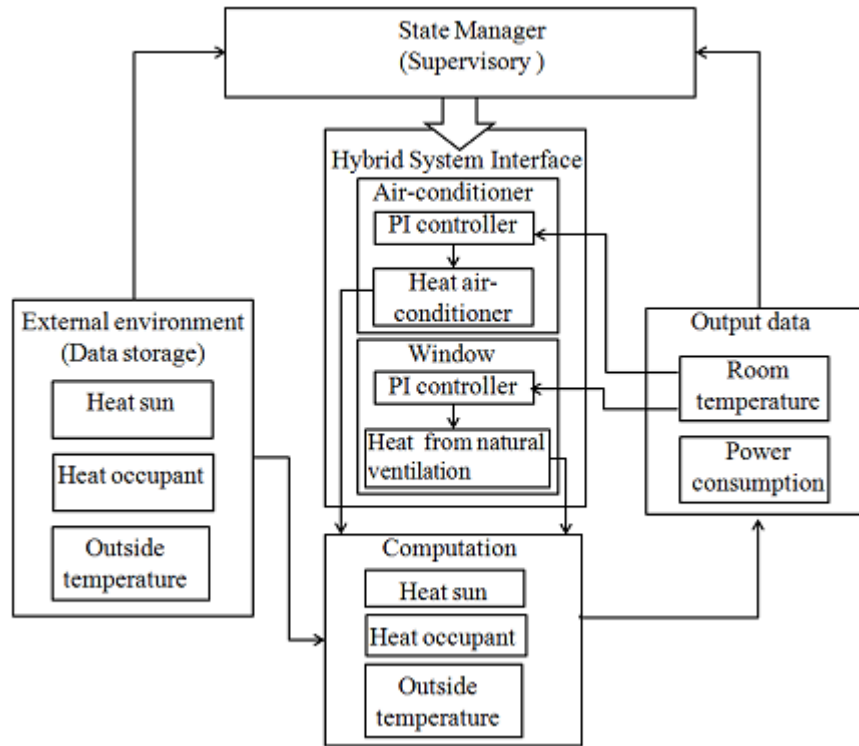 State Manager
(Supervisory )
Hybrid System Interface
Air-conditioner
PI controller
Heat air-
conditioner
Window
PI controller
Heat from natural
ventilation
External environment
(Data storage)
Heat sun
Heat occupant
Outside
temperature
Output data
Room
temperature
Power
consumption
Computation
Heat sun
Heat occupant
Outside
temperature